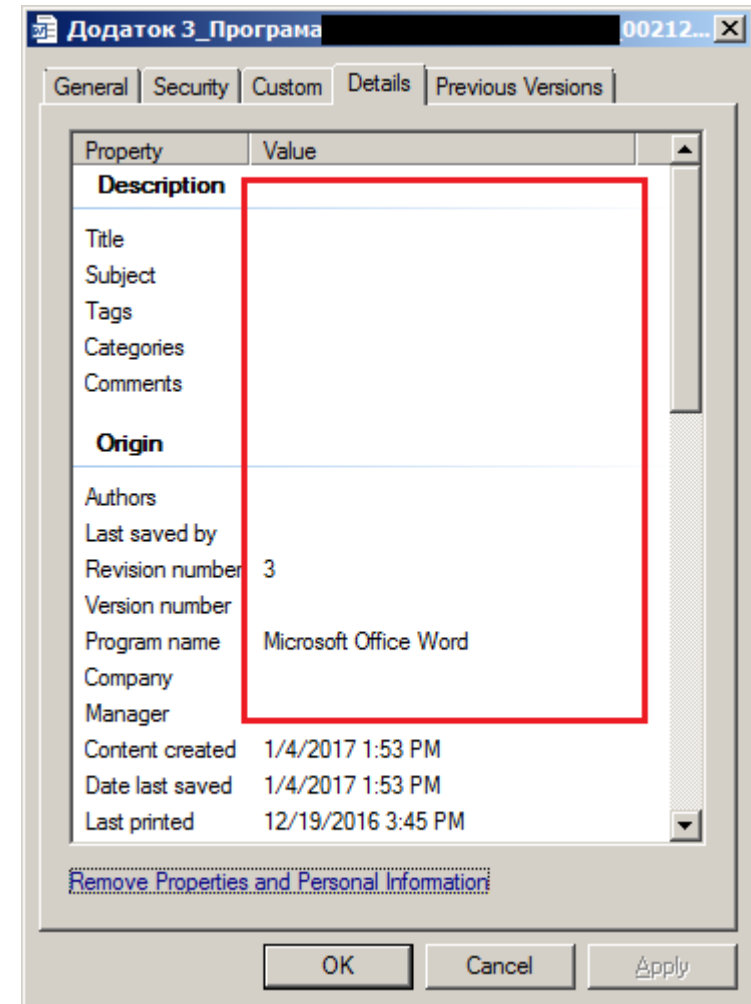 Додаток 3_Програма 00212...
General Security Custom Details Previous Versions
Property Value
Description
Title
Subject
Tags
Categories
Comments
Origin
Authors
Last saved by
Revision number 3
Version number
Program name Microsoft Office Word
Company
Manager
Content created 1/4/2017 1:53 PM
Date last saved 1/4/2017 1:53 PM
Last printed 12/19/2016 3:45 PM
Remove Properties and Personal Information
OK Cancel Apply